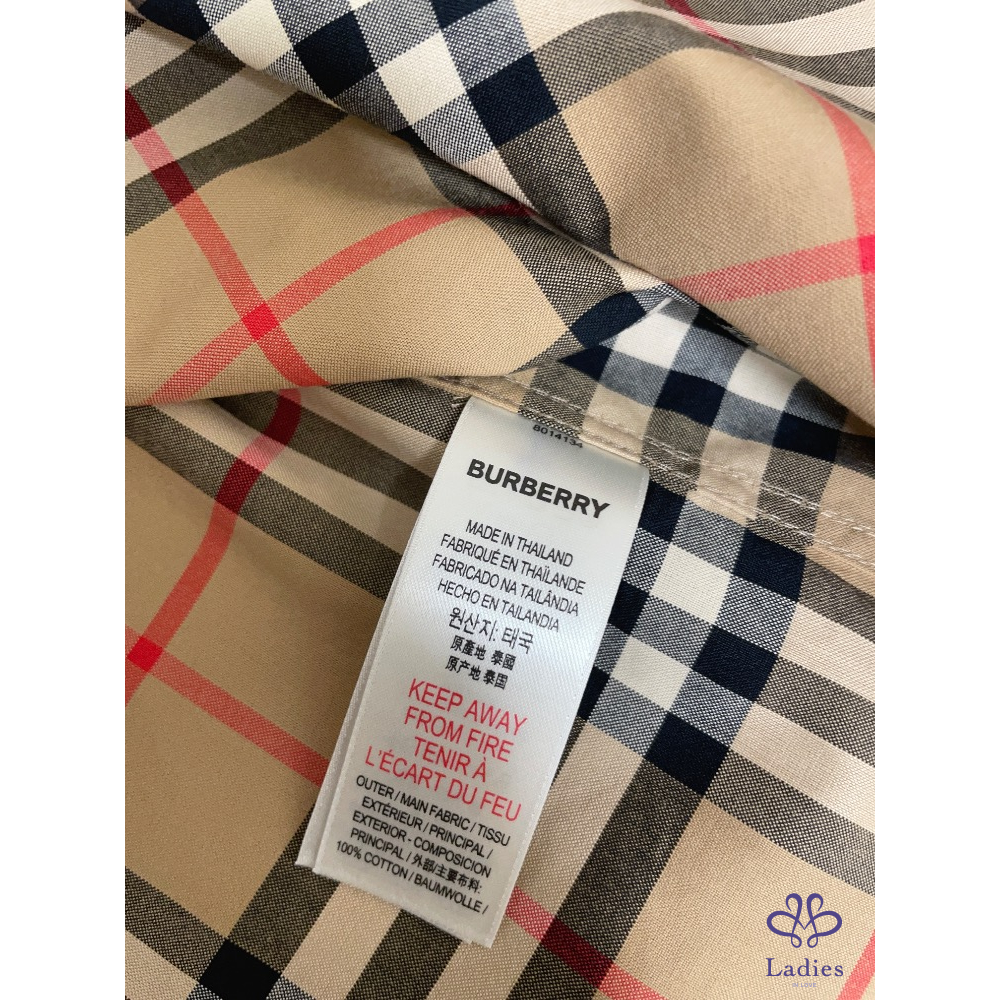 8014134
BURBERRY
MADE IN THAILAND
FABRIQUÉ EN THAÏLANDE
FABRICADO NA TAILÂNDIA
HECHO EN TAILANDIA
원산지: 태국
原產地 泰國
原产地 泰国
KEEP AWAY
FROM FIRE
TENIR À
L'ÉCART DU FEU
OUTER / MAIN FABRIC / TISSU
EXTÉRIEUR / PRINCIPAL /
EXTERIOR - COMPOSICION
PRINCIPAL / 外部/主要布料:
100% COTTON / BAUMWOLLE /
Ladies